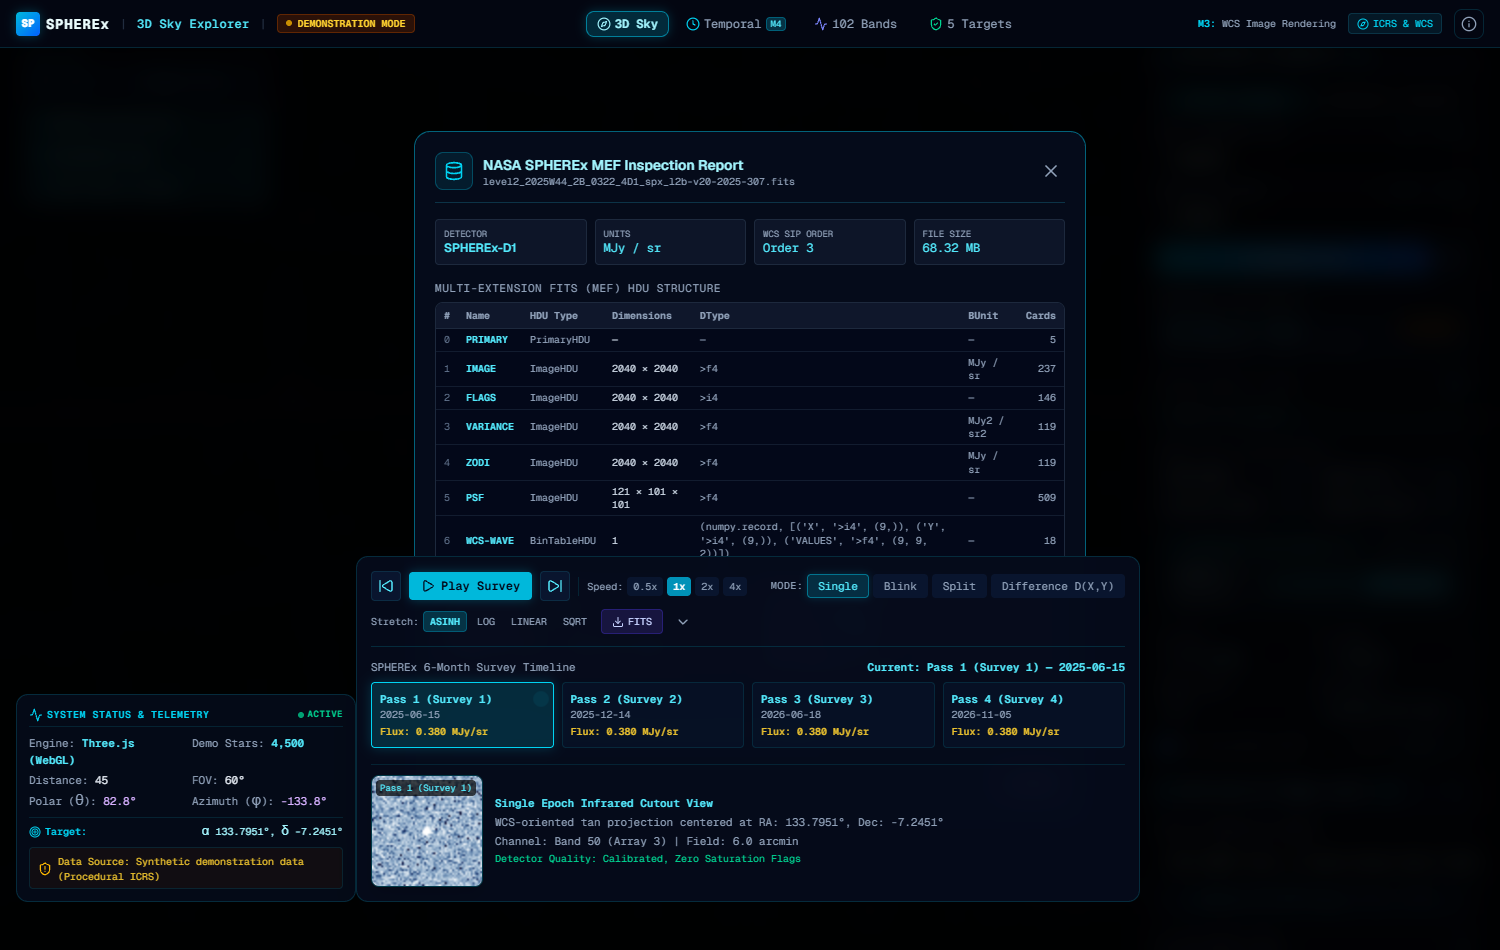 SP SPHEREx | 3D Sky Explorer | DEMONSTRATION MODE
3D Sky
Temporal M4
102 Bands
5 Targets
M3: WCS Image Rendering
ICRS & WCS
NASA SPHEREx MEF Inspection Report
level2_2025W44_2B_0322_4D1_spx_l2b-v20-2025-307.fits
DETECTOR
SPHEREx-D1
UNITS
MJy / sr
WCS SIP ORDER
Order 3
FILE SIZE
68.32 MB
MULTI-EXTENSION FITS (MEF) HDU STRUCTURE
# Name HDU Type Dimensions DType BUnit Cards
0 PRIMARY PrimaryHDU — — — 5
1 IMAGE ImageHDU 2040 × 2040 >f4 MJy / sr 237
2 FLAGS ImageHDU 2040 × 2040 >i4 — 146
3 VARIANCE ImageHDU 2040 × 2040 >f4 MJy2 / sr2 119
4 ZODI ImageHDU 2040 × 2040 >f4 MJy / sr 119
5 PSF ImageHDU 121 × 101 × 101 >f4 — 509
6 WCS-WAVE BinTableHDU 1 (numpy.record, [('X', '>i4', (9,)), ('Y', '>i4', (9,)), ('VALUES', '>f4', (9, 9, 2))]) — 18
Play Survey
Speed: 0.5x 1x 2x 4x
MODE: Single Blink Split Difference D(X,Y)
Stretch: ASINH LOG LINEAR SQRT FITS
SPHEREx 6-Month Survey Timeline
Current: Pass 1 (Survey 1) — 2025-06-15
Pass 1 (Survey 1)
2025-06-15
Flux: 0.380 MJy/sr
Pass 2 (Survey 2)
2025-12-14
Flux: 0.380 MJy/sr
Pass 3 (Survey 3)
2026-06-18
Flux: 0.380 MJy/sr
Pass 4 (Survey 4)
2026-11-05
Flux: 0.380 MJy/sr
Pass 1 (Survey 1)
Single Epoch Infrared Cutout View
WCS-oriented tan projection centered at RA: 133.7951°, Dec: -7.2451°
Channel: Band 50 (Array 3) | Field: 6.0 arcmin
Detector Quality: Calibrated, Zero Saturation Flags
SYSTEM STATUS & TELEMETRY
ACTIVE
Engine: Three.js (WebGL)
Demo Stars: 4,500
Distance: 45
FOV: 60°
Polar (θ): 82.8°
Azimuth (φ): -133.8°
Target: α 133.7951°, δ -7.2451°
Data Source: Synthetic demonstration data
(Procedural ICRS)